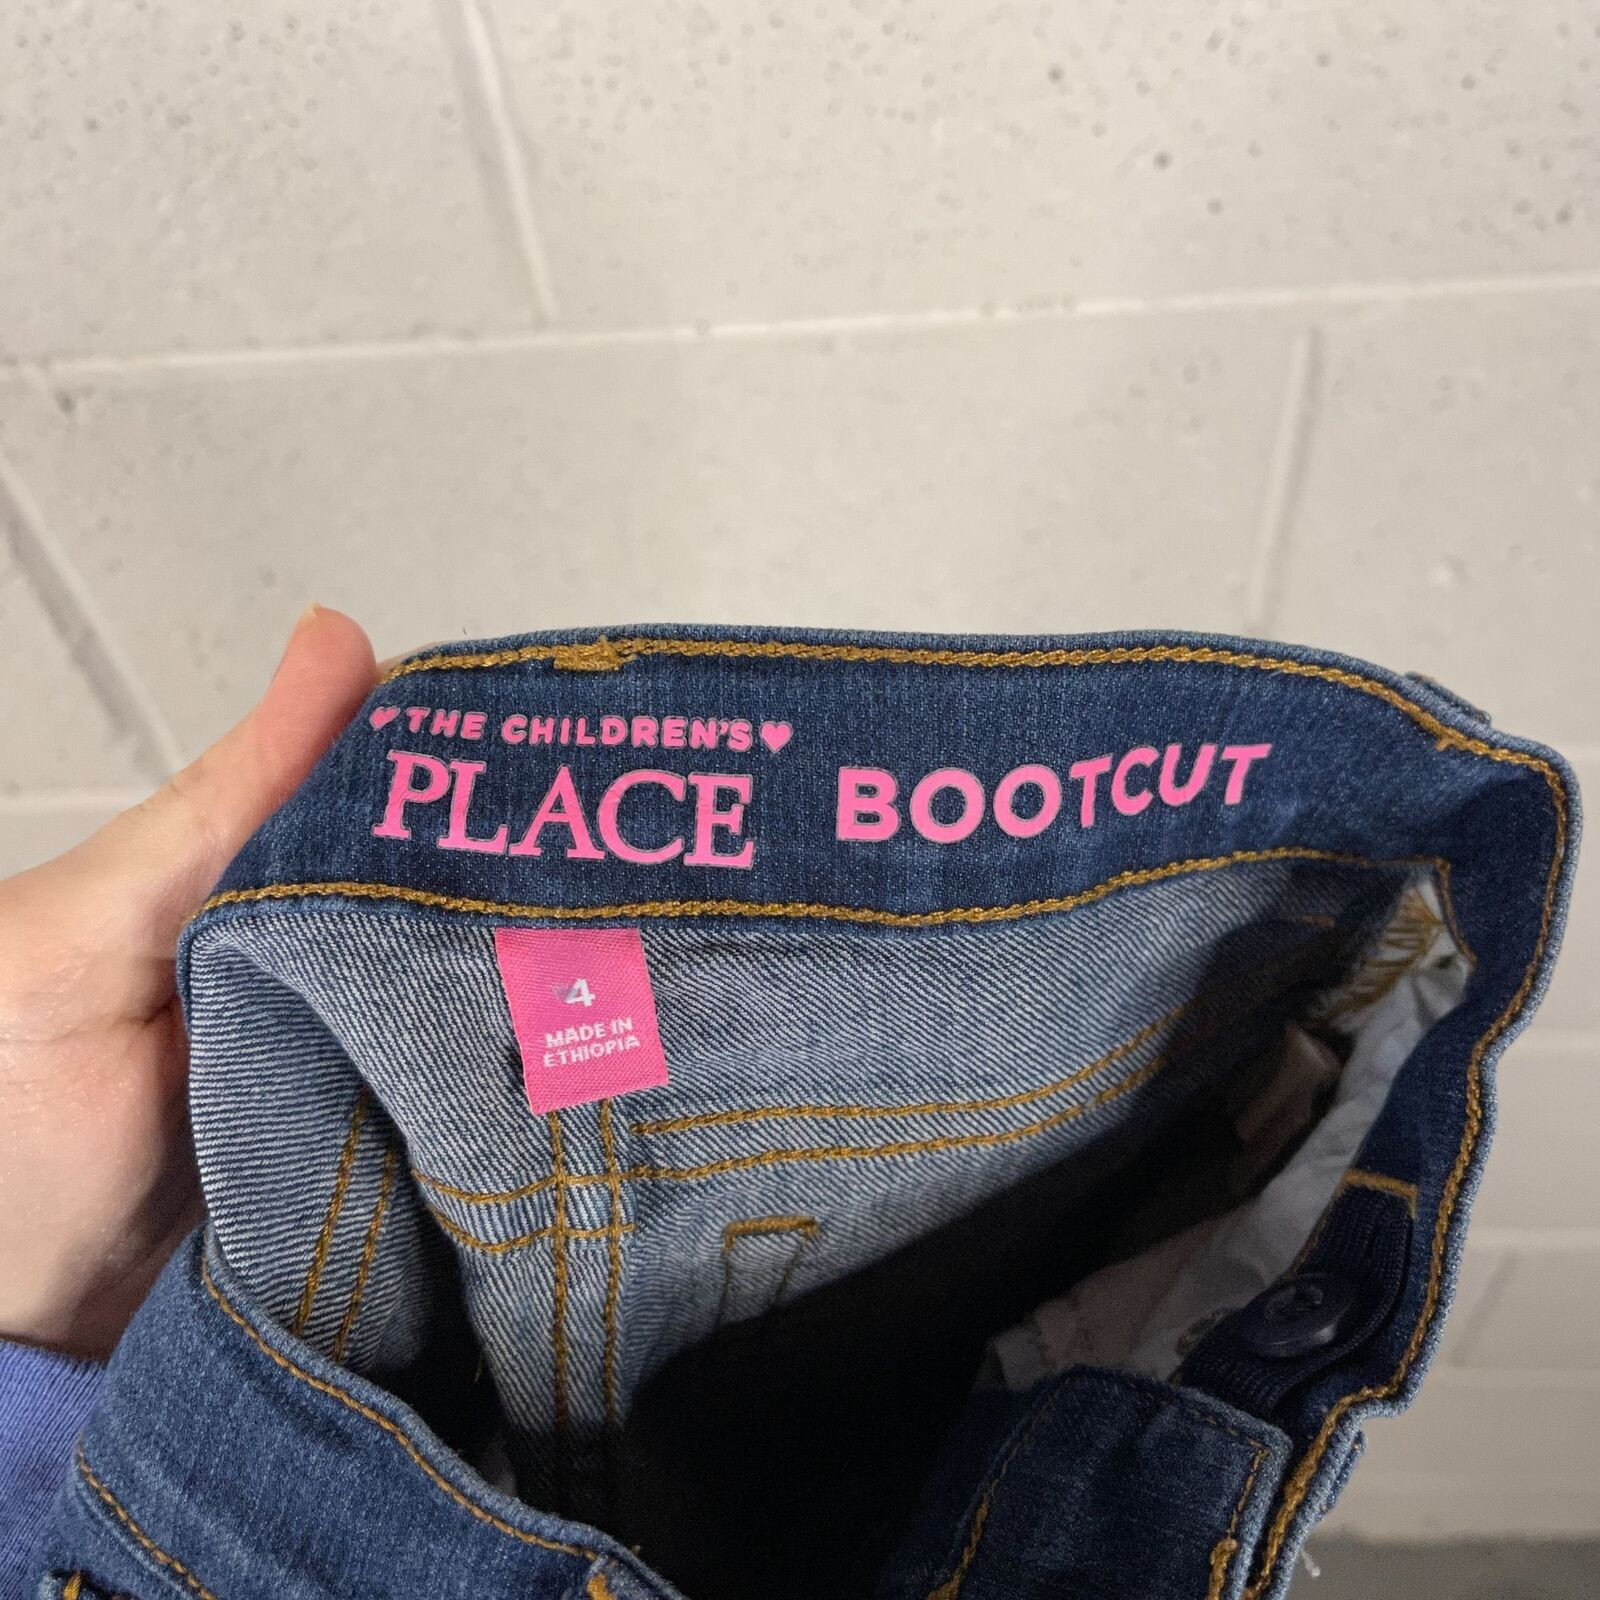 THE CHILDREN'S
PLACE
BOOTCUT
4
MADE IN
ETHIOPIA